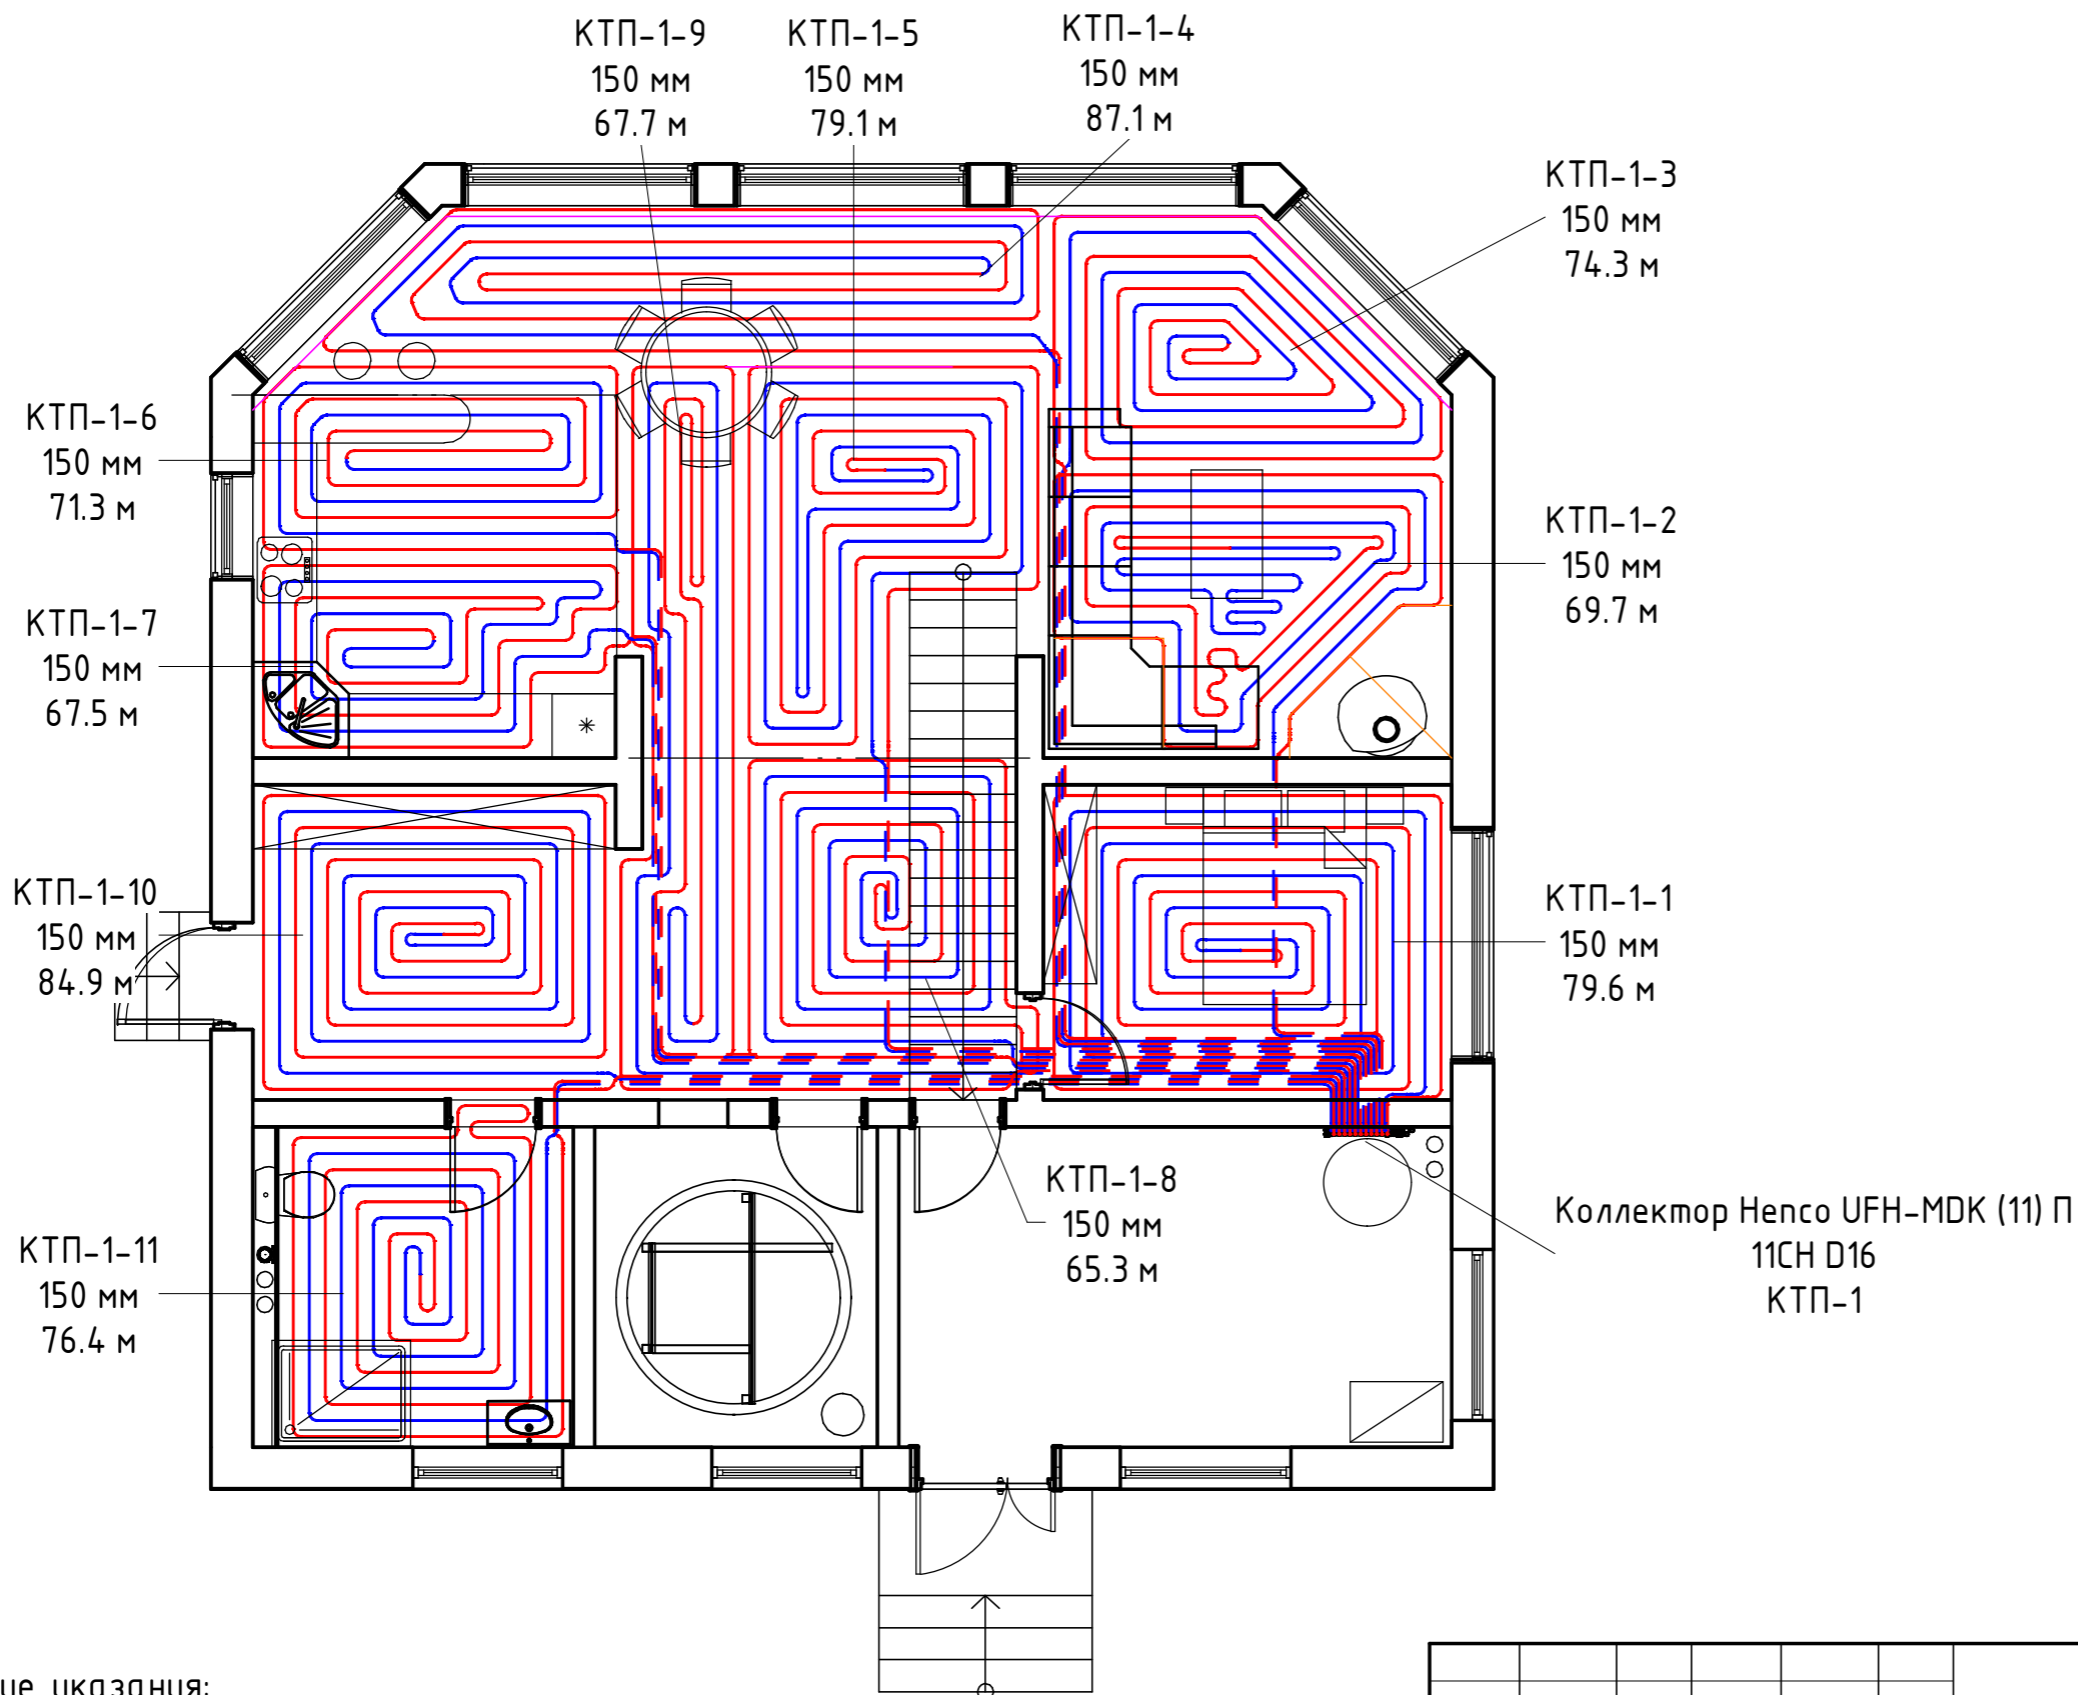 КТП-1-9
150 мм
67.7 м
КТП-1-5
150 мм
79.1 м
КТП-1-4
150 мм
87.1 м
КТП-1-3
150 мм
74.3 м
КТП-1-6
150 мм
71.3 м
КТП-1-2
150 мм
69.7 м
КТП-1-7
150 мм
67.5 м
КТП-1-10
150 мм
84.9 м
КТП-1-1
150 мм
79.6 м
КТП-1-8
150 мм
65.3 м
Коллектор Henco UFH-MDK (11) П
11CH D16
КТП-1
КТП-1-11
150 мм
76.4 м
указания: